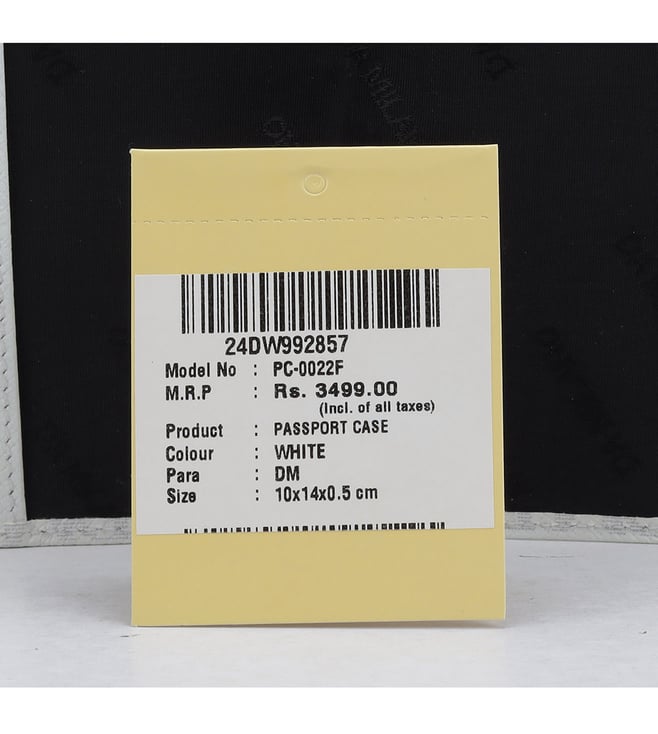 24DW992857
Model No : PC-0022F
M.R.P : Rs. 3499.00
(Incl. of all taxes)
Product : PASSPORT CASE
Colour : WHITE
Para : DM
Size : 10x14x0.5 cm